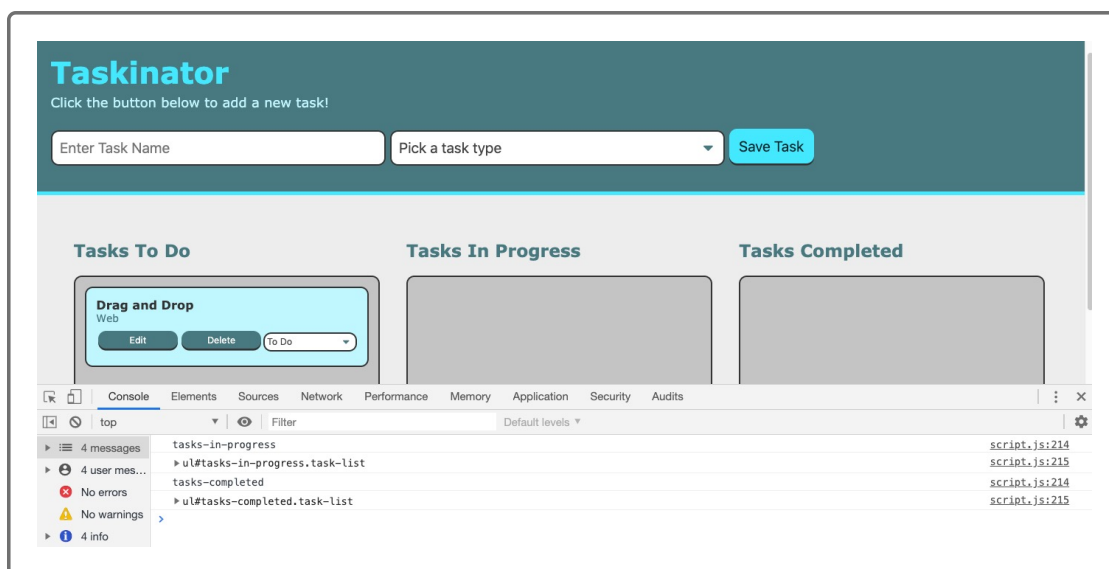 Taskinator
Click the button below to add a new task!
Enter Task Name Pick a task type Save Task
Tasks To Do Tasks In Progress Tasks Completed
Drag and Drop
Web
Edit Delete To Do
Console Elements Sources Network Performance Memory Application Security Audits
top Filter Default levels
4 messages tasks-in-progress script.js:214
4 user mes... ul#tasks-in-progress.task-list script.js:215
No errors tasks-completed script.js:214
No warnings ul#tasks-completed.task-list script.js:215
4 info